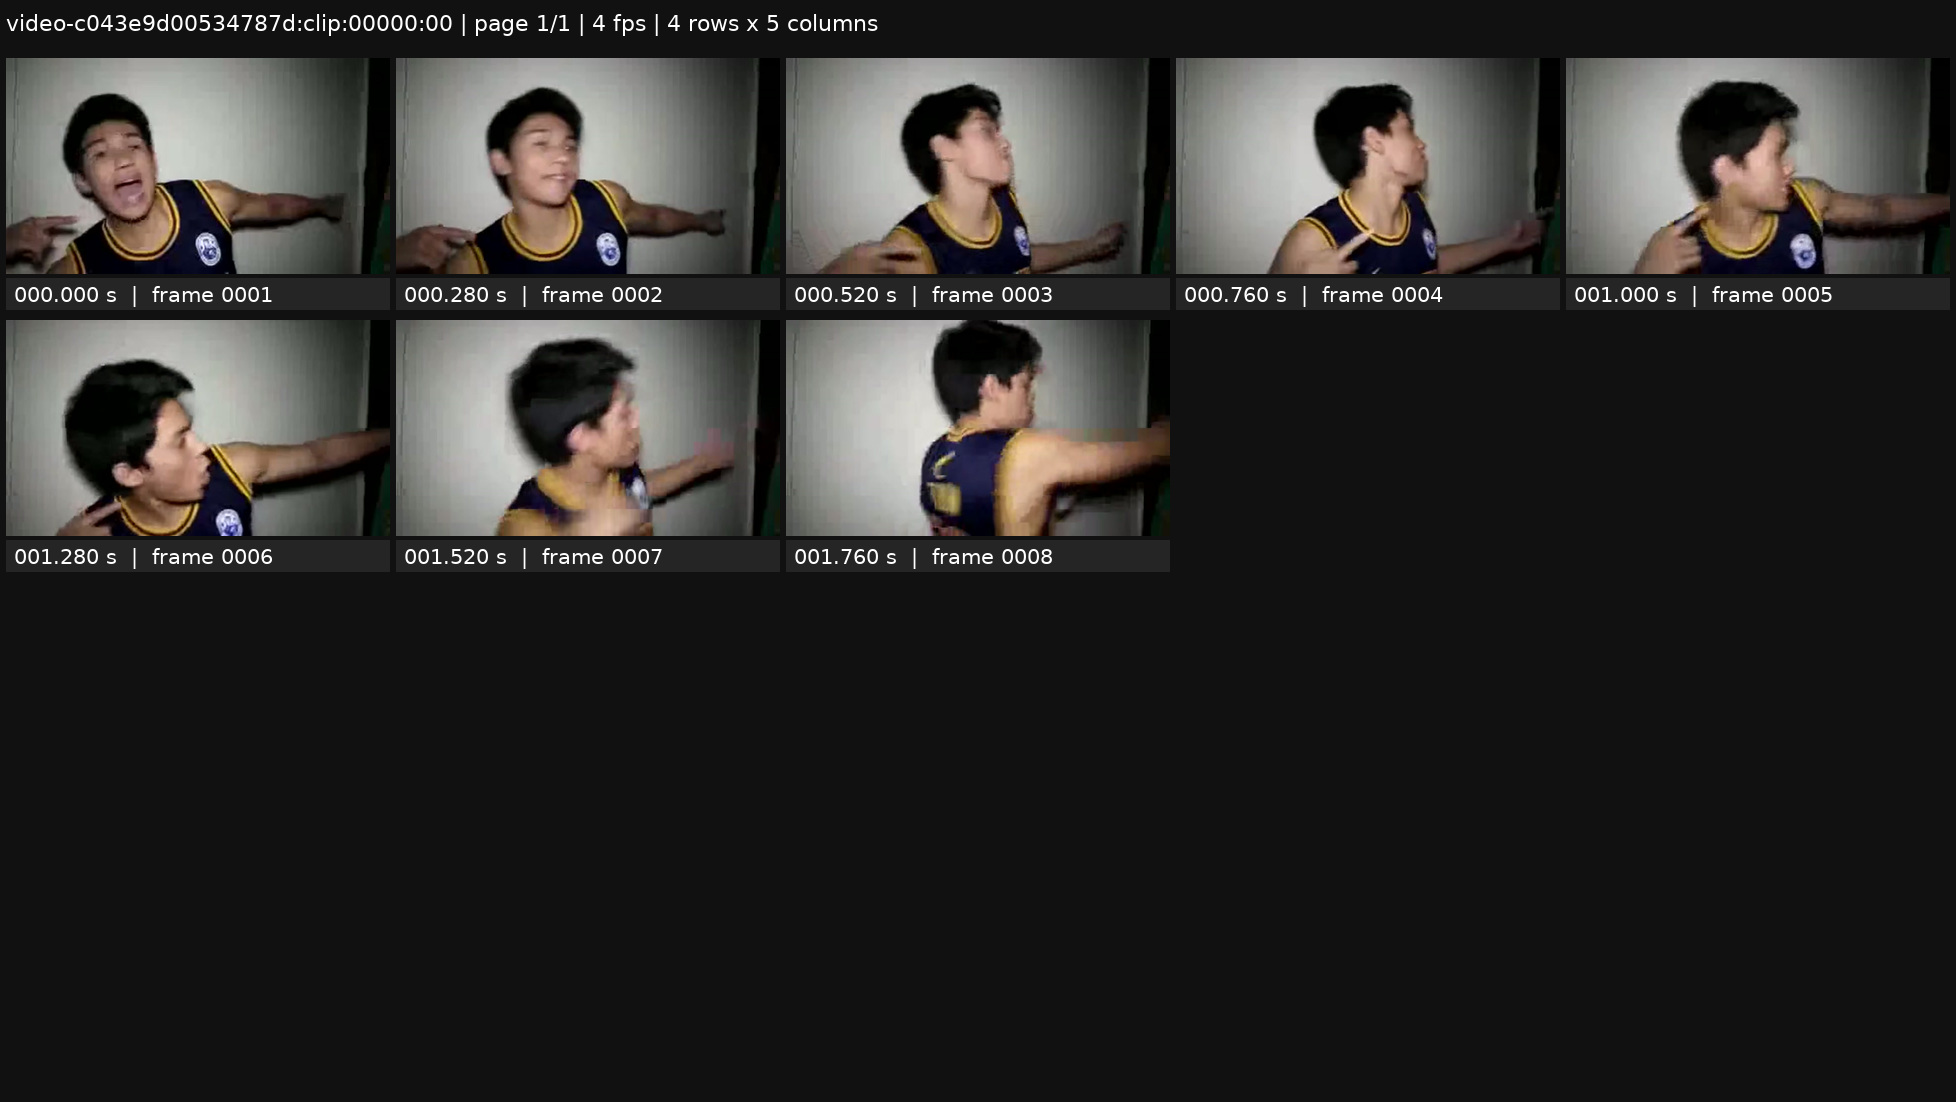 video-c043e9d00534787d:clip:00000:00 | page 1/1 | 4 fps | 4 rows x 5 columns
000.000 s | frame 0001
000.280 s | frame 0002
000.520 s | frame 0003
000.760 s | frame 0004
001.000 s | frame 0005
001.280 s | frame 0006
001.520 s | frame 0007
001.760 s | frame 0008